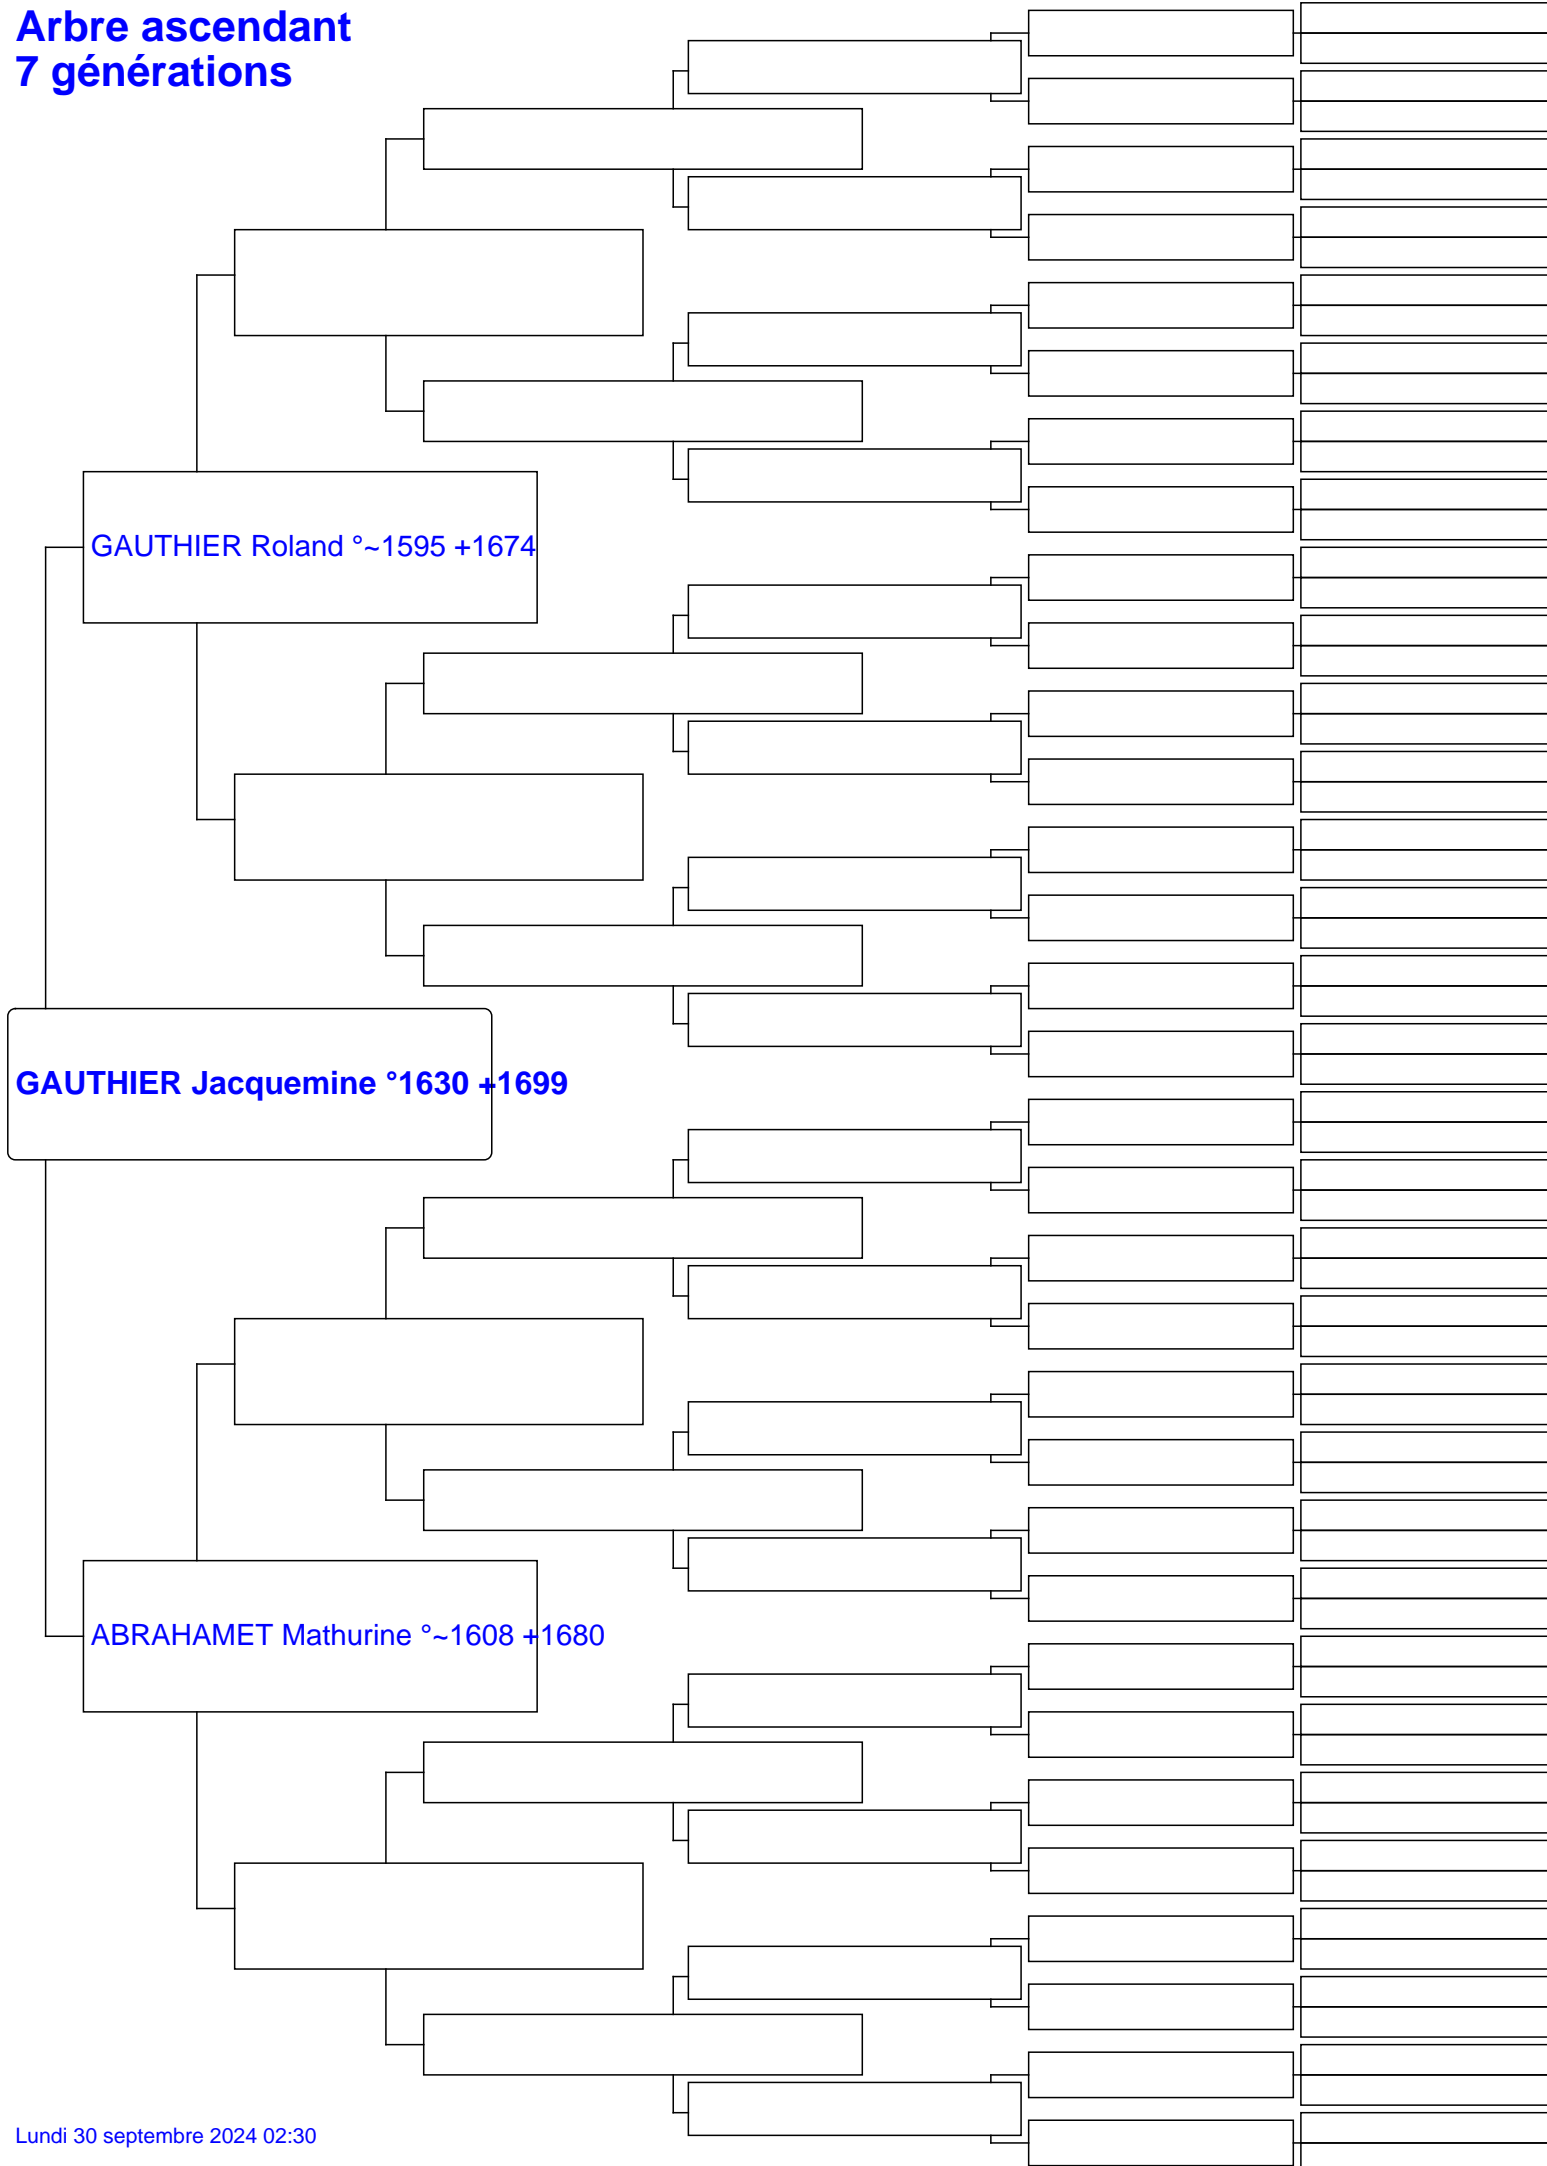 Arbre ascendant
7 générations
GAUTHIER Roland °~1595 +1674
GAUTHIER Jacquemine °1630 +1699
ABRAHAMET Mathurine °~1608 +1680
Lundi 30 septembre 2024 02:30